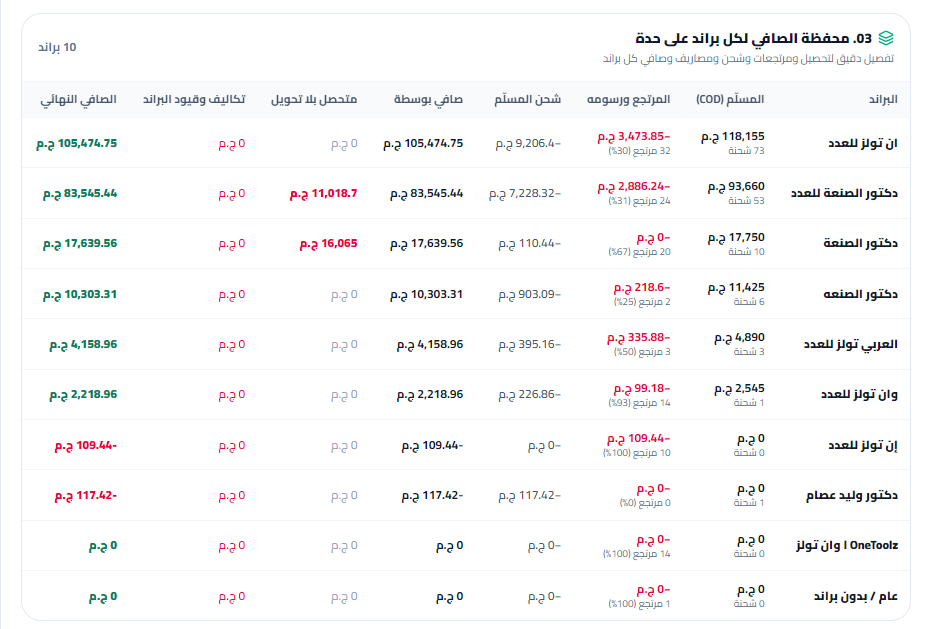 03. محفظة الصافي لكل براند على حدة
10 براند
تفصيل دقيق لتحصيل ومرتجعات وشحن ومصاريف وصافي كل براند
البراند المسلّم (COD) المرتجع ورسومه شحن المسلّم صافي بوسطة متحصل بلا تحويل تكاليف وقيود البراند الصافي النهائي
ان تولز للعدد 118,155 ج.م −3,473.85 ج.م −9,206.4 ج.م 105,474.75 ج.م 0 ج.م 0 ج.م 105,474.75 ج.م
73 شحنة 32 مرتجع (30%)
دكتور الصنعة للعدد 93,660 ج.م −2,886.24 ج.م −7,228.32 ج.م 83,545.44 ج.م 11,018.7 ج.م 0 ج.م 83,545.44 ج.م
53 شحنة 24 مرتجع (31%)
دكتور الصنعة 17,750 ج.م −0 ج.م −110.44 ج.م 17,639.56 ج.م 16,065 ج.م 0 ج.م 17,639.56 ج.م
10 شحنة 20 مرتجع (67%)
دكتور الصنعه 11,425 ج.م −218.6 ج.م −903.09 ج.م 10,303.31 ج.م 0 ج.م 0 ج.م 10,303.31 ج.م
6 شحنة 2 مرتجع (25%)
العربي تولز للعدد 4,890 ج.م −335.88 ج.م −395.16 ج.م 4,158.96 ج.م 0 ج.م 0 ج.م 4,158.96 ج.م
3 شحنة 3 مرتجع (50%)
وان تولز للعدد 2,545 ج.م −99.18 ج.م −226.86 ج.م 2,218.96 ج.م 0 ج.م 0 ج.م 2,218.96 ج.م
1 شحنة 14 مرتجع (93%)
إن تولز للعدد 0 ج.م −109.44 ج.م −0 ج.م -109.44 ج.م 0 ج.م 0 ج.م -109.44 ج.م
0 شحنة 10 مرتجع (100%)
دكتور وليد عصام 0 ج.م −0 ج.م −117.42 ج.م -117.42 ج.م 0 ج.م 0 ج.م -117.42 ج.م
1 شحنة 0 مرتجع (0%)
OneToolz | وان تولز 0 ج.م −0 ج.م −0 ج.م 0 ج.م 0 ج.م 0 ج.م 0 ج.م
0 شحنة 14 مرتجع (100%)
عام / بدون براند 0 ج.م −0 ج.م −0 ج.م 0 ج.م 0 ج.م 0 ج.م 0 ج.م
0 شحنة 1 مرتجع (100%)